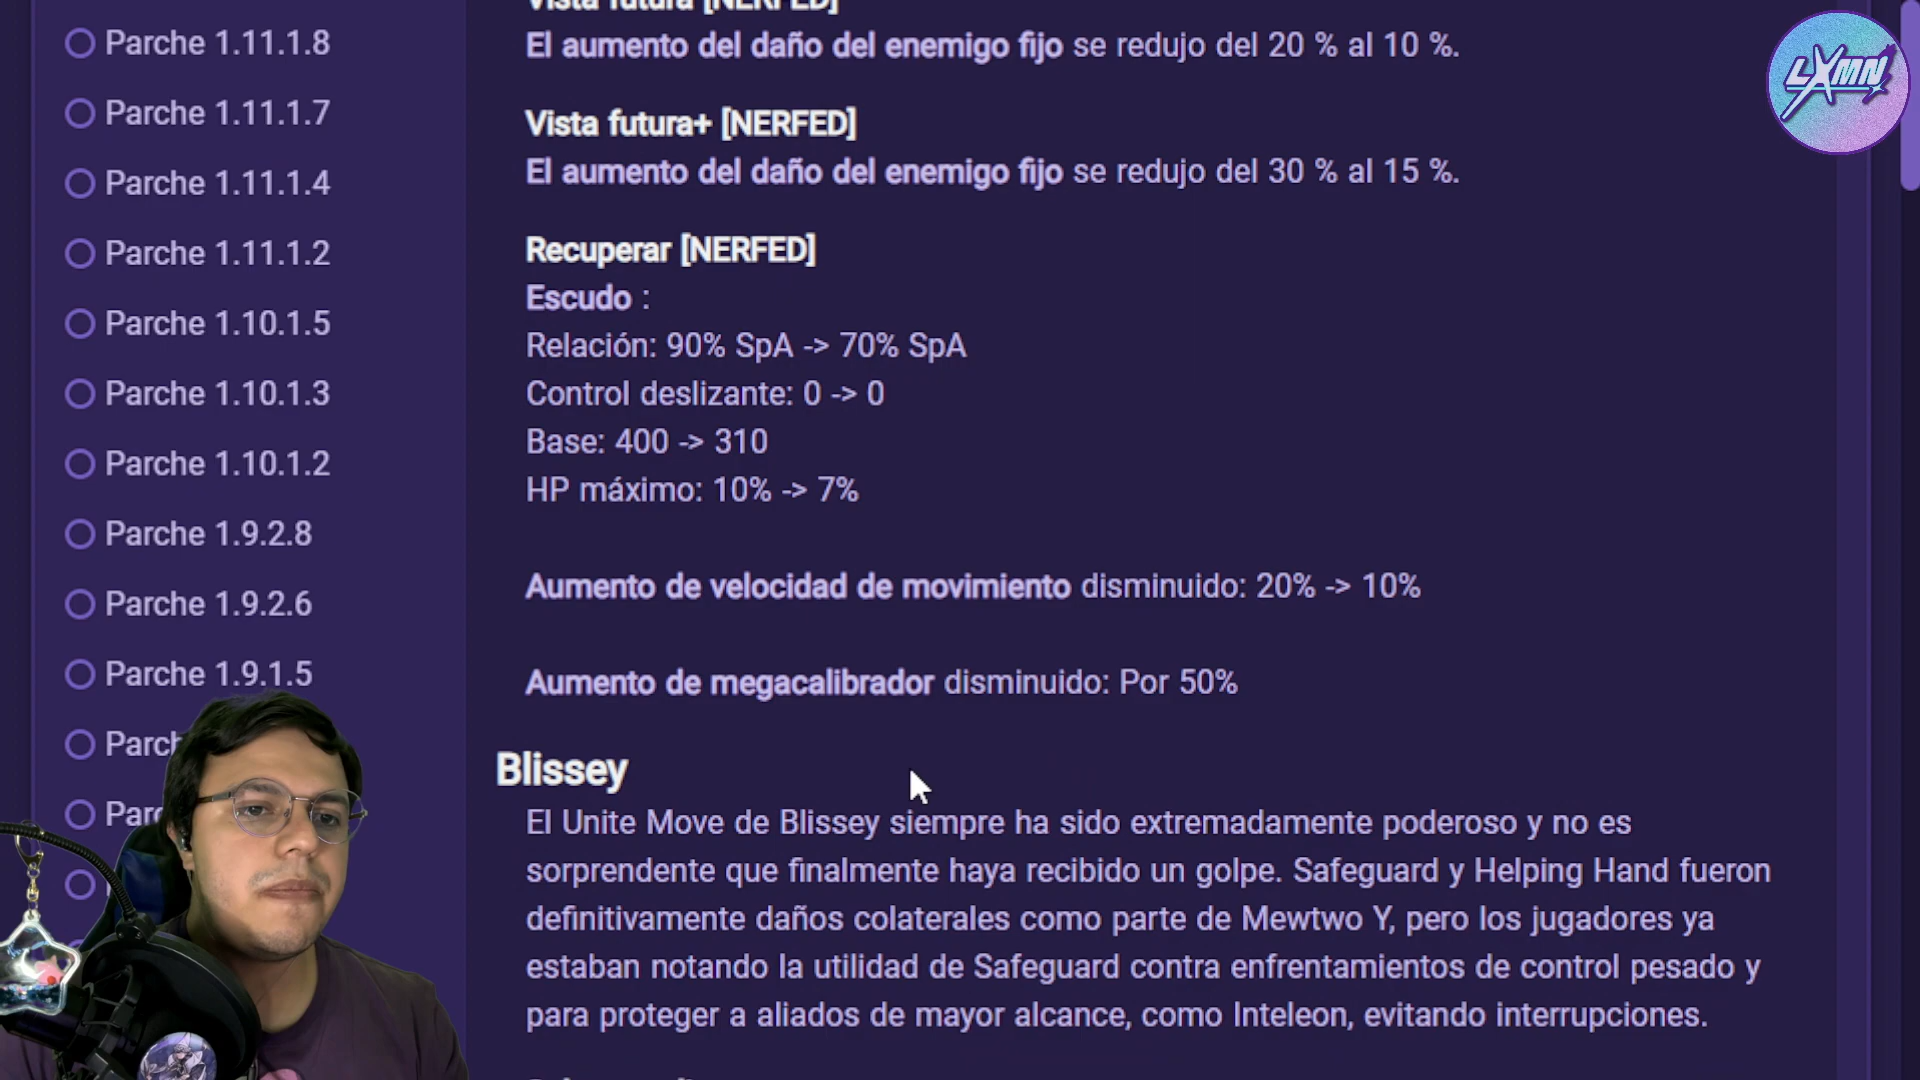 Parche 1.11.1.8
Parche 1.11.1.7
Parche 1.11.1.4
Parche 1.11.1.2
Parche 1.10.1.5
Parche 1.10.1.3
Parche 1.10.1.2
Parche 1.9.2.8
Parche 1.9.2.6
Parche 1.9.1.5
Vista futura [NERFED]
El aumento del daño del enemigo fijo se redujo del 20 % al 10 %.
Vista futura+ [NERFED]
El aumento del daño del enemigo fijo se redujo del 30 % al 15 %.
Recuperar [NERFED]
Escudo :
Relación: 90% SpA -> 70% SpA
Control deslizante: 0 -> 0
Base: 400 -> 310
HP máximo: 10% -> 7%
Aumento de velocidad de movimiento disminuido: 20% -> 10%
Aumento de megacalibrador disminuido: Por 50%
Blissey
El Unite Move de Blissey siempre ha sido extremadamente poderoso y no es
sorprendente que finalmente haya recibido un golpe. Safeguard y Helping Hand fueron
definitivamente daños colaterales como parte de Mewtwo Y, pero los jugadores ya
estaban notando la utilidad de Safeguard contra enfrentamientos de control pesado y
para proteger a aliados de mayor alcance, como Inteleon, evitando interrupciones.
LXMN